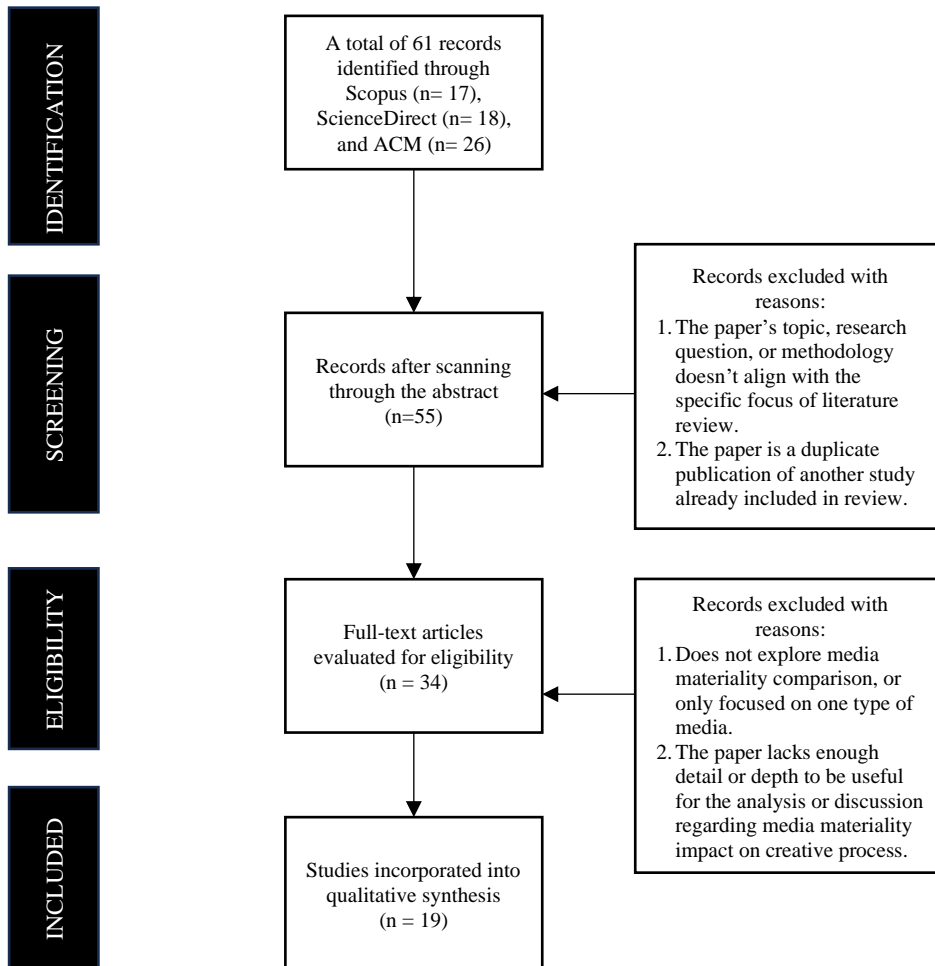 IDENTIFICATION
A total of 61 records
identified through
Scopus (n= 17),
ScienceDirect (n= 18),
and ACM (n= 26)
SCREENING
Records after scanning
through the abstract
(n=55)
Records excluded with
reasons:
1. The paper’s topic, research
question, or methodology
doesn’t align with the
specific focus of literature
review.
2. The paper is a duplicate
publication of another study
already included in review.
ELIGIBILITY
Full-text articles
evaluated for eligibility
(n = 34)
Records excluded with
reasons:
1. Does not explore media
materiality comparison, or
only focused on one type of
media.
2. The paper lacks enough
detail or depth to be useful
for the analysis or discussion
regarding media materiality
impact on creative process.
INCLUDED
Studies incorporated into
qualitative synthesis
(n = 19)